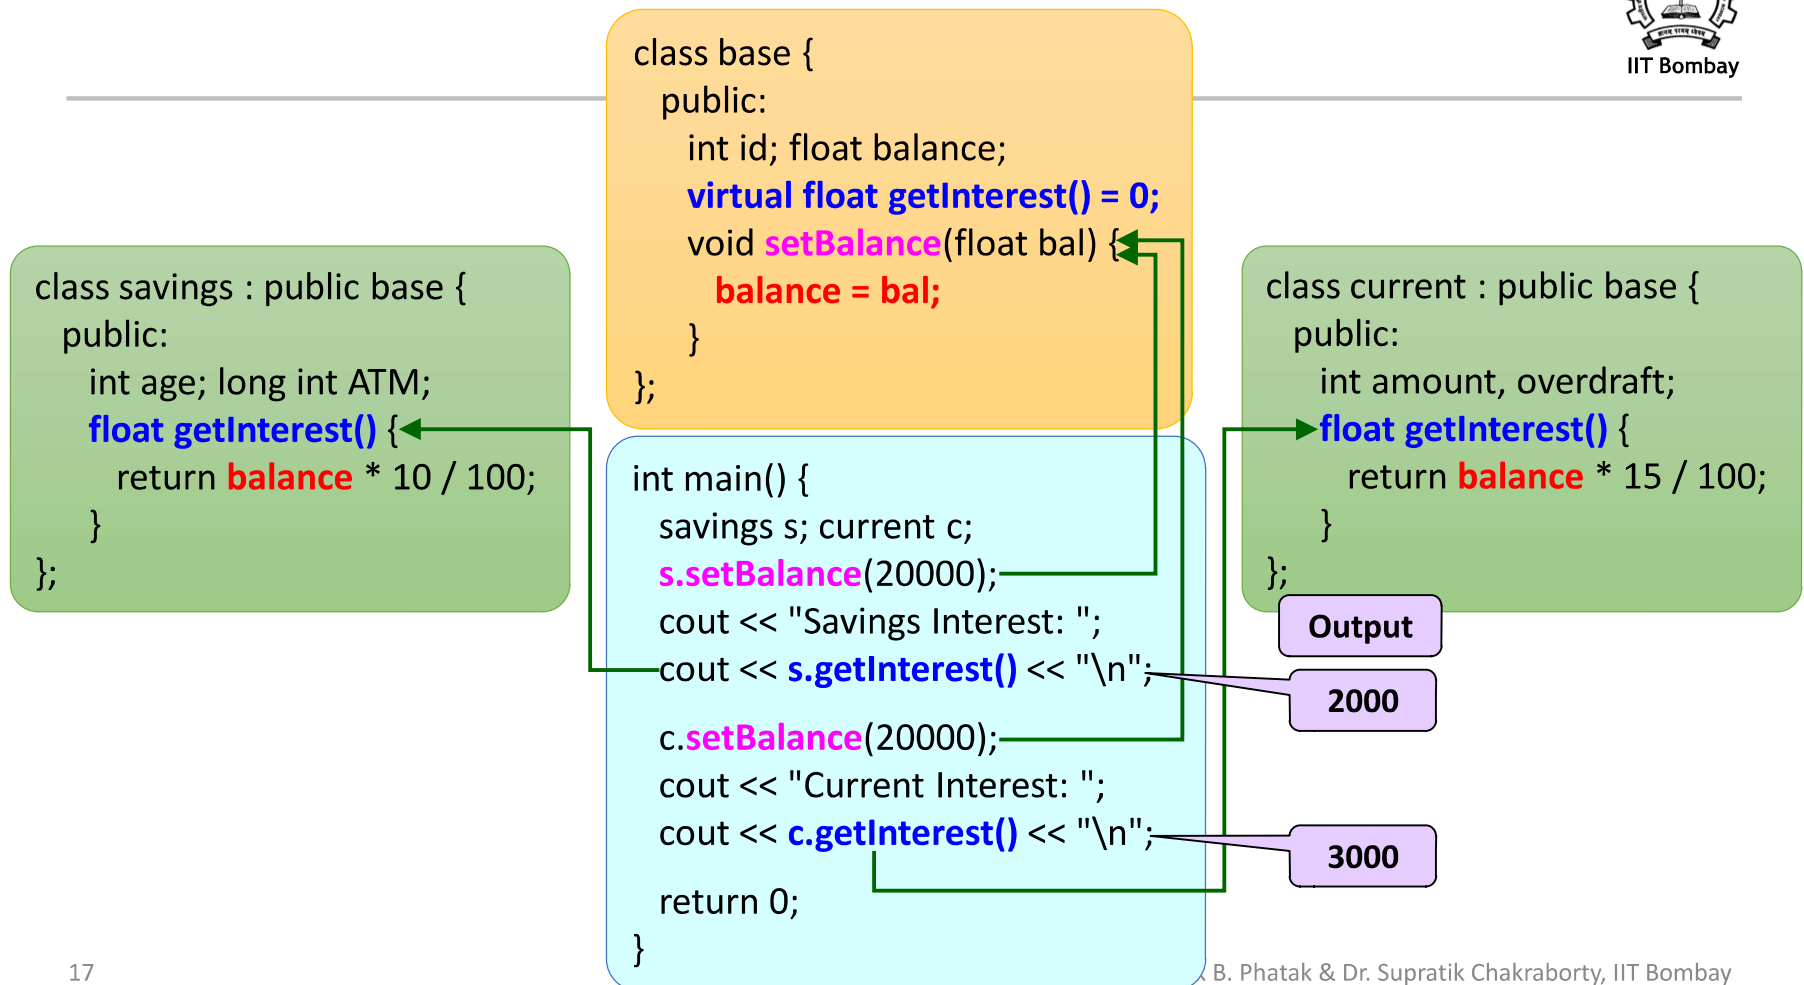 IIT Bombay
class base {
public:
int id; float balance;
virtual float getInterest() = 0;
void setBalance(float bal) {
balance = bal;
}
};
class savings : public base {
public:
int age; long int ATM;
float getInterest() {
return balance * 10 / 100;
}
};
class current : public base {
public:
int amount, overdraft;
float getInterest() {
return balance * 15 / 100;
}
};
int main() {
savings s; current c;
s.setBalance(20000);
cout << "Savings Interest: ";
cout << s.getInterest() << "\n";
c.setBalance(20000);
cout << "Current Interest: ";
cout << c.getInterest() << "\n";
return 0;
}
Output
2000
3000
17
B. Phatak & Dr. Supratik Chakraborty, IIT Bombay